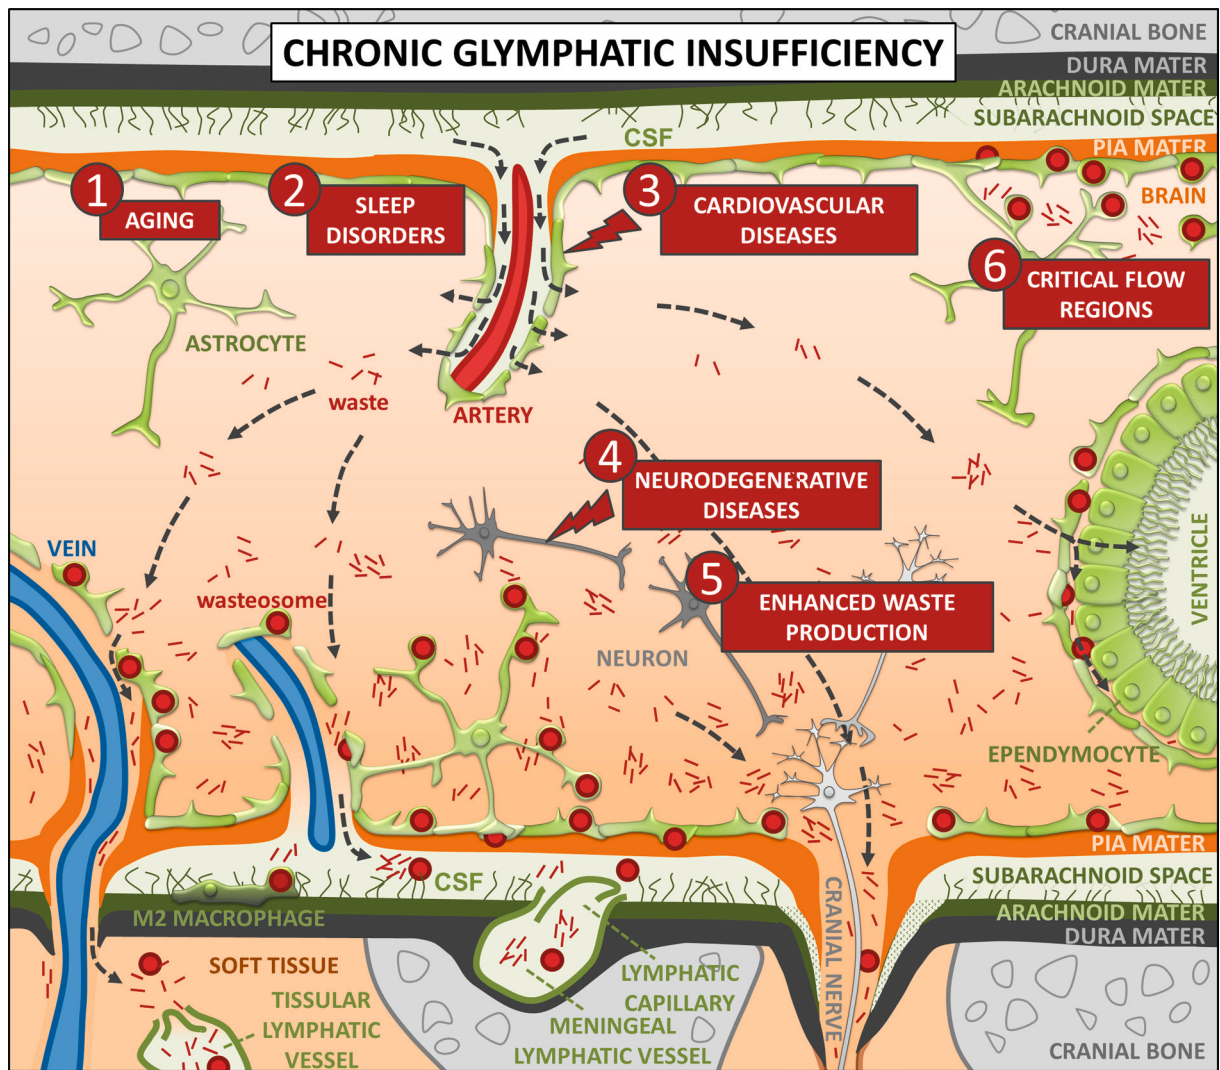 CHRONIC GLYMPHATIC INSUFFICIENCY
CRANIAL BONE
DURA MATER
ARACHNOID MATER
SUBARACHNOID SPACE
CSF
PIA MATER
BRAIN
1
AGING
2
SLEEP
DISORDERS
3
CARDIOVASCULAR
DISEASES
6
CRITICAL FLOW
REGIONS
ASTROCYTE
waste
ARTERY
4
NEURODEGENERATIVE
DISEASES
VEIN
wasteosome
5
ENHANCED WASTE
PRODUCTION
NEURON
VENTRICLE
EPENDYMOCYTE
PIA MATER
SUBARACHNOID SPACE
CSF
M2 MACROPHAGE
ARACHNOID MATER
DURA MATER
CRANIAL NERVE
SOFT TISSUE
TISSULAR
LYMPHATIC
VESSEL
LYMPHATIC
CAPILLARY
MENINGEAL
LYMPHATIC VESSEL
CRANIAL BONE